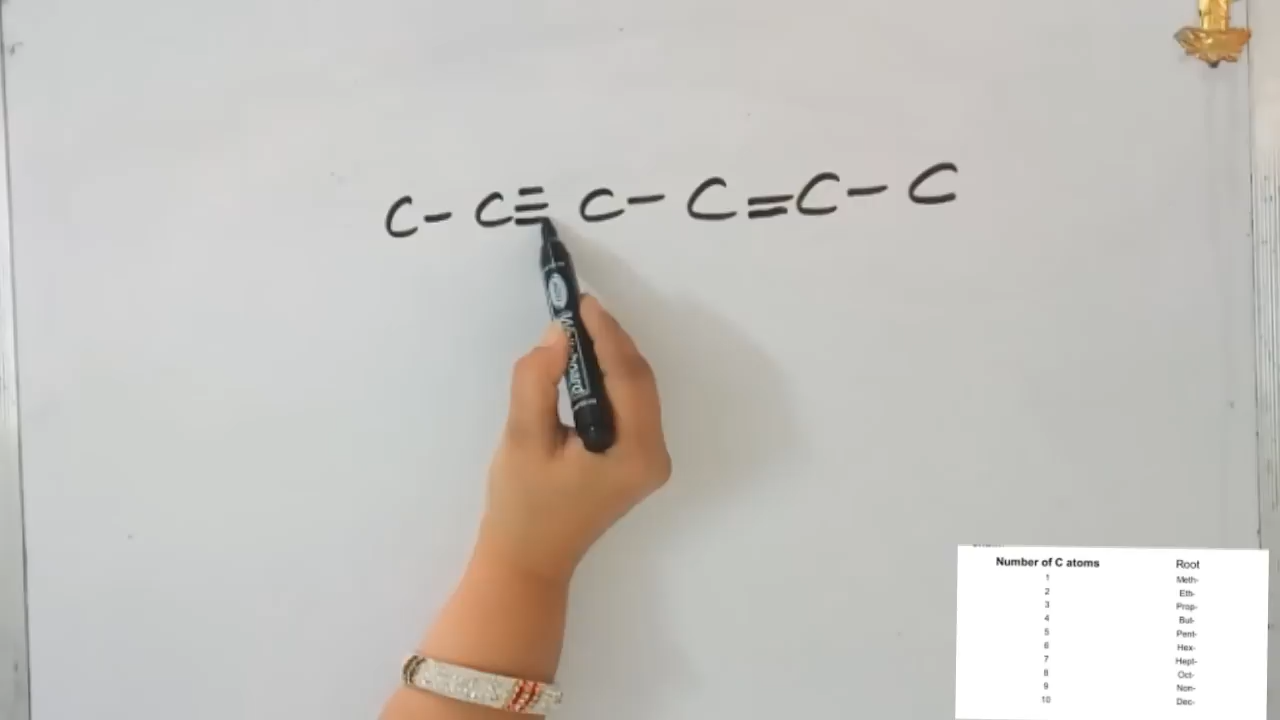 C - C ≡ C - C = C - C
Number of C atoms Root
1 Meth-
2 Eth-
3 Prop-
4 But-
5 Pent-
6 Hex-
7 Hept-
8 Oct-
9 Non-
10 Dec-